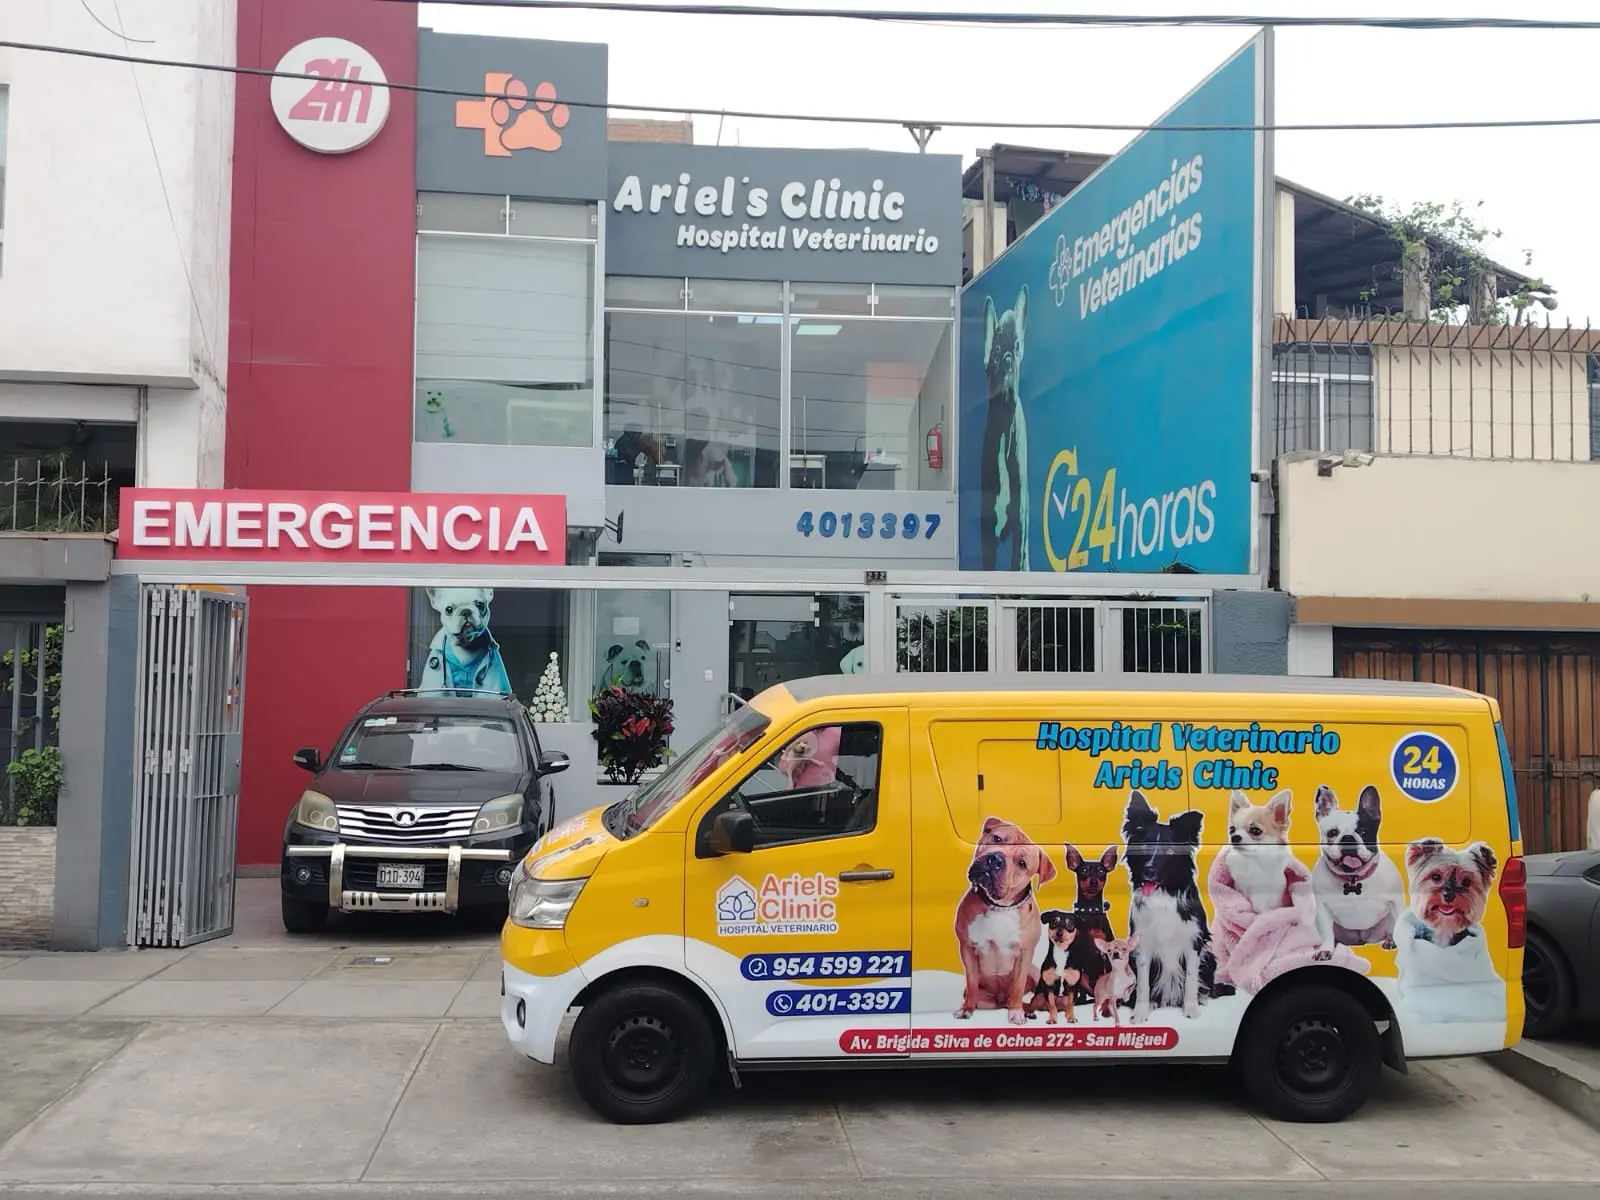 24h
Ariel's Clinic
Hospital Veterinario
Emergencias
Veterinarias
24horas
EMERGENCIA
4013397
272
D1D-394
Hospital Veterinario
Ariels Clinic
24
HORAS
Ariels
Clinic
HOSPITAL VETERINARIO
954 599 221
401-3397
Av. Brigida Silva de Ochoa 272 - San Miguel